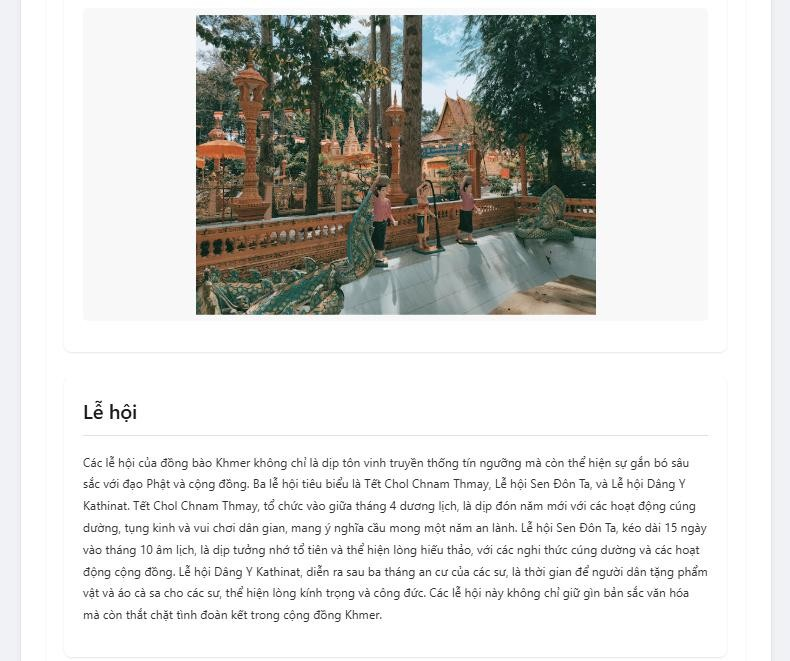 Lễ hội
Các lễ hội của đồng bào Khmer không chỉ là dịp tôn vinh truyền thống tín ngưỡng mà còn thể hiện sự gắn bó sâu
sắc với đạo Phật và cộng đồng. Ba lễ hội tiêu biểu là Tết Chol Chnam Thmay, Lễ hội Sen Đôn Ta, và Lễ hội Dâng Y
Kathinat. Tết Chol Chnam Thmay, tổ chức vào giữa tháng 4 dương lịch, là dịp đón năm mới với các hoạt động cúng
dường, tụng kinh và vui chơi dân gian, mang ý nghĩa cầu mong một năm an lành. Lễ hội Sen Đôn Ta, kéo dài 15 ngày
vào tháng 10 âm lịch, là dịp tưởng nhớ tổ tiên và thể hiện lòng hiếu thảo, với các nghi thức cúng dường và các hoạt
động cộng đồng. Lễ hội Dâng Y Kathinat, diễn ra sau ba tháng an cư của các sư, là thời gian để người dân tặng phẩm
vật và áo cà sa cho các sư, thể hiện lòng kính trọng và công đức. Các lễ hội này không chỉ giữ gìn bản sắc văn hóa
mà còn thắt chặt tình đoàn kết trong cộng đồng Khmer.